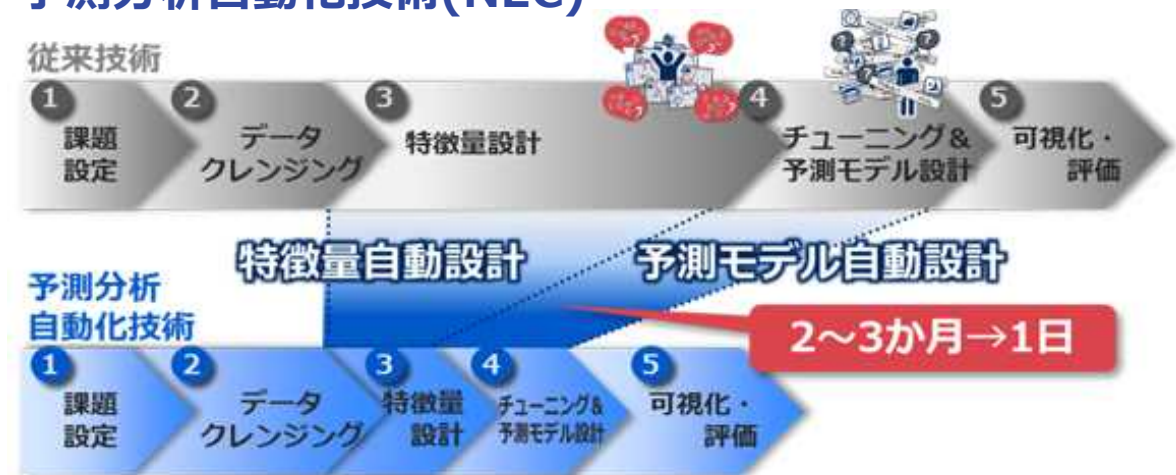 予測分析自動化技術(NEC)
従来技術
1
課題
設定
2
データ
クレンジング
3
特徴量設計
4
チューニング&
予測モデル設計
5
可視化・
評価
特徴量自動設計
予測モデル自動設計
予測分析
自動化技術
2～3か月→1日
1
課題
設定
2
データ
クレンジング
3
特徴量
設計
4
チューニング&
予測モデル設計
5
可視化・
評価